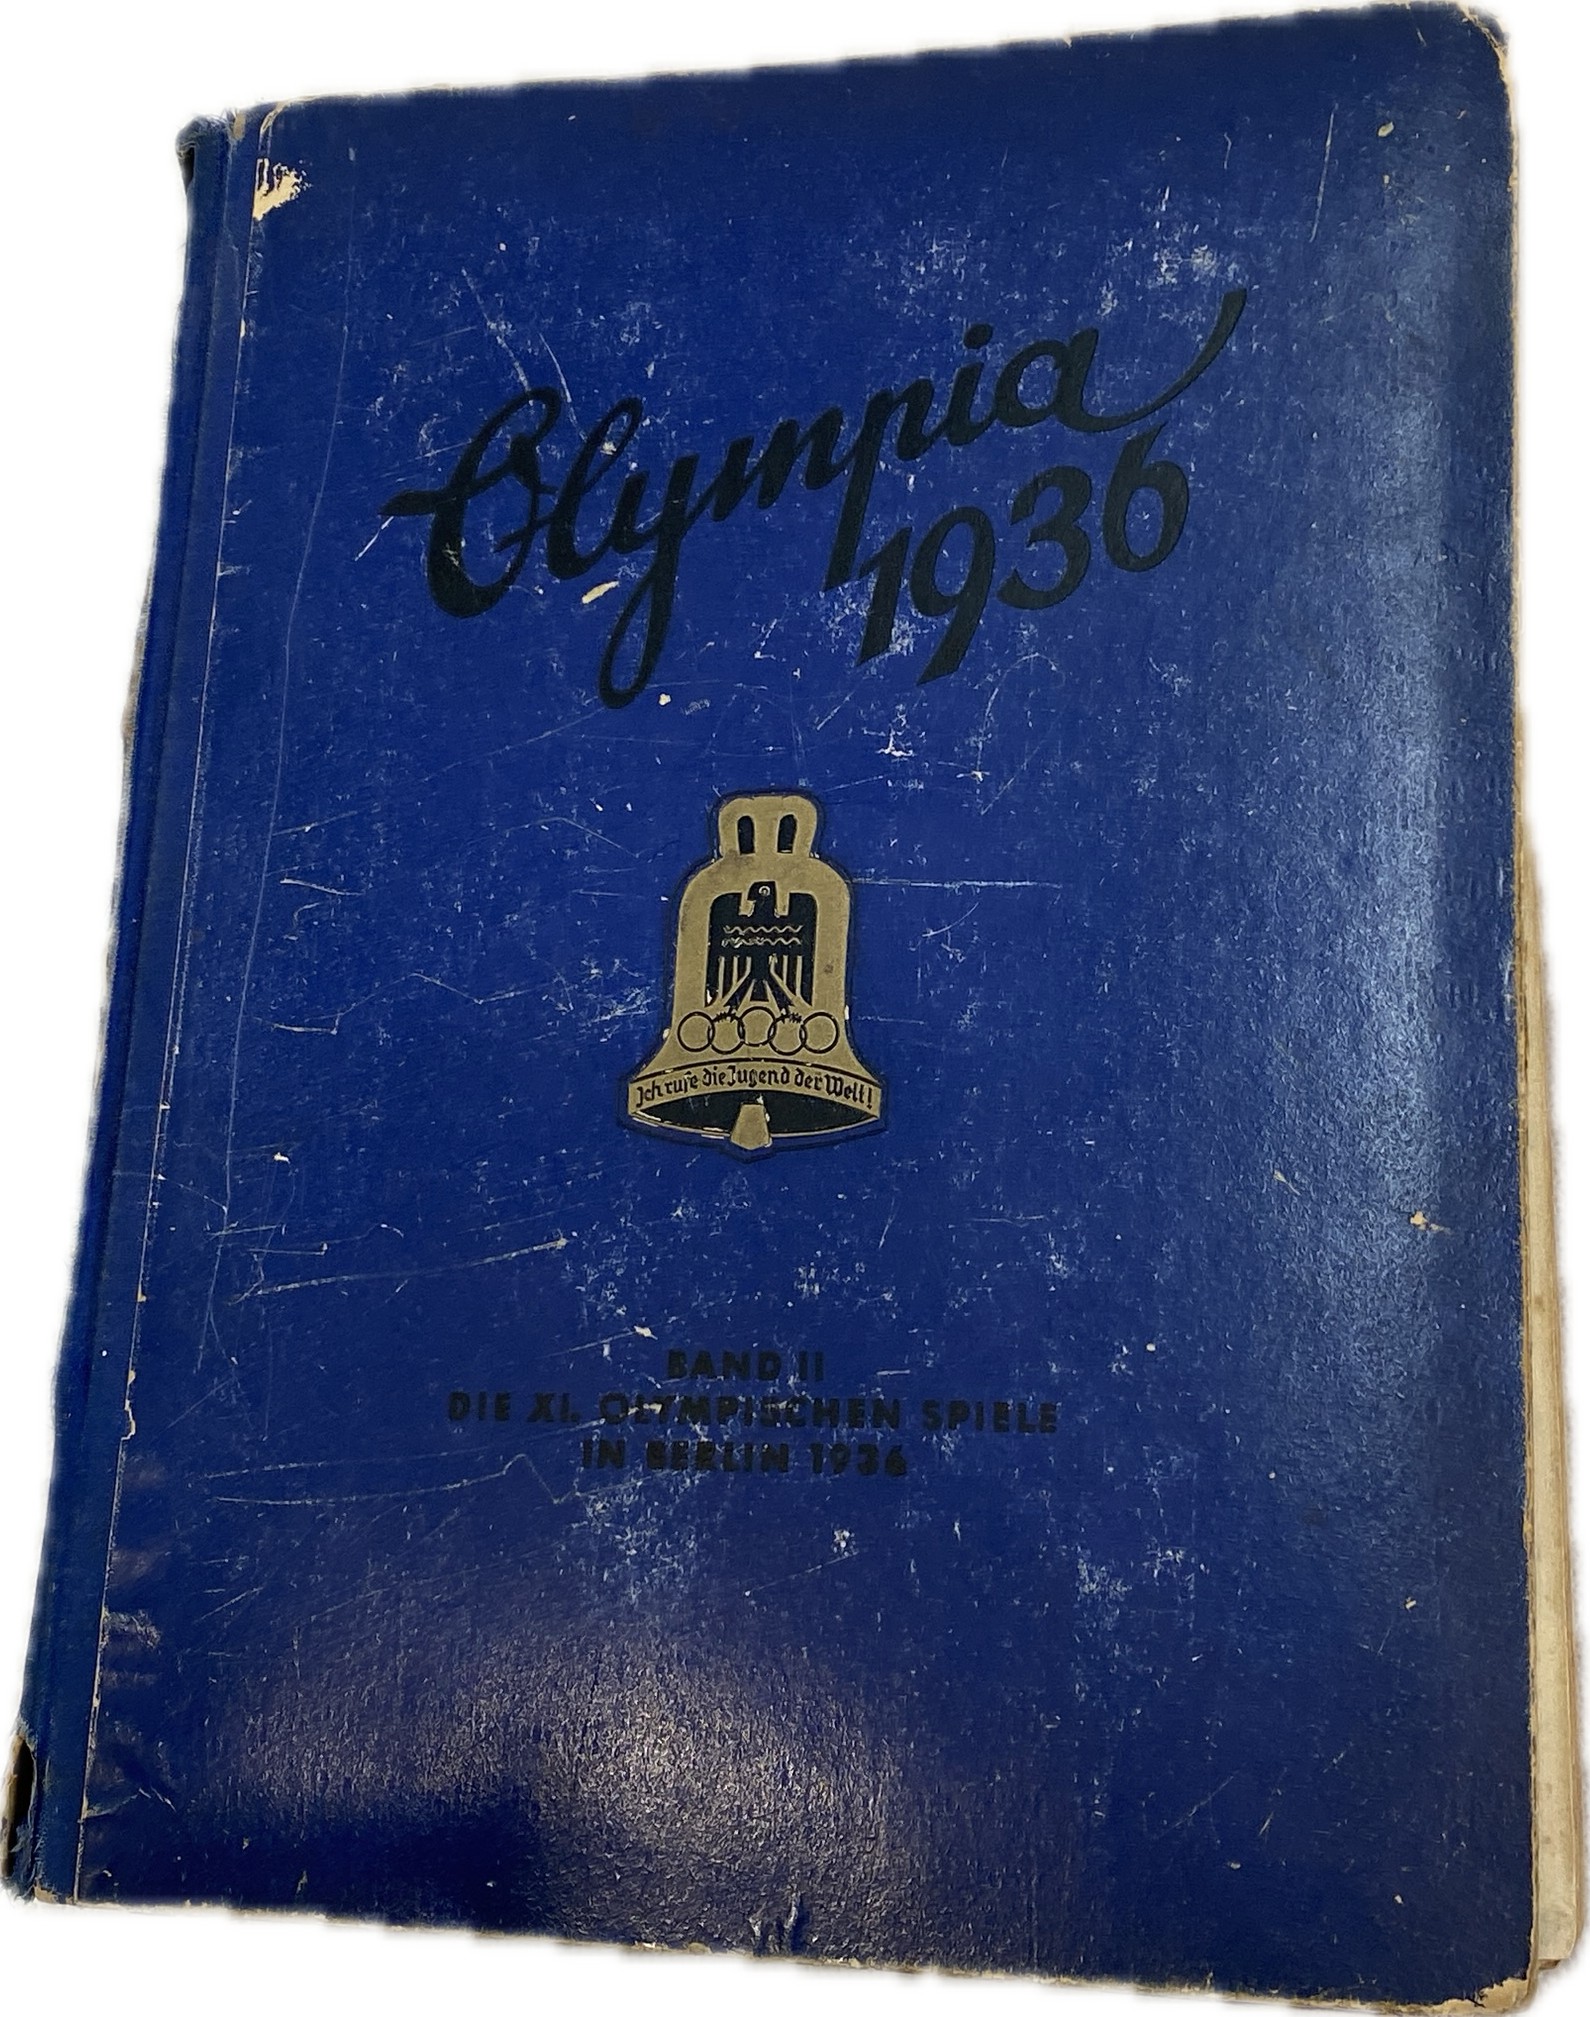 Olympia
1936
Ich rufe die Jugend der Welt!
BAND II
DIE XI. OLYMPISCHEN SPIELE
IN BERLIN 1936